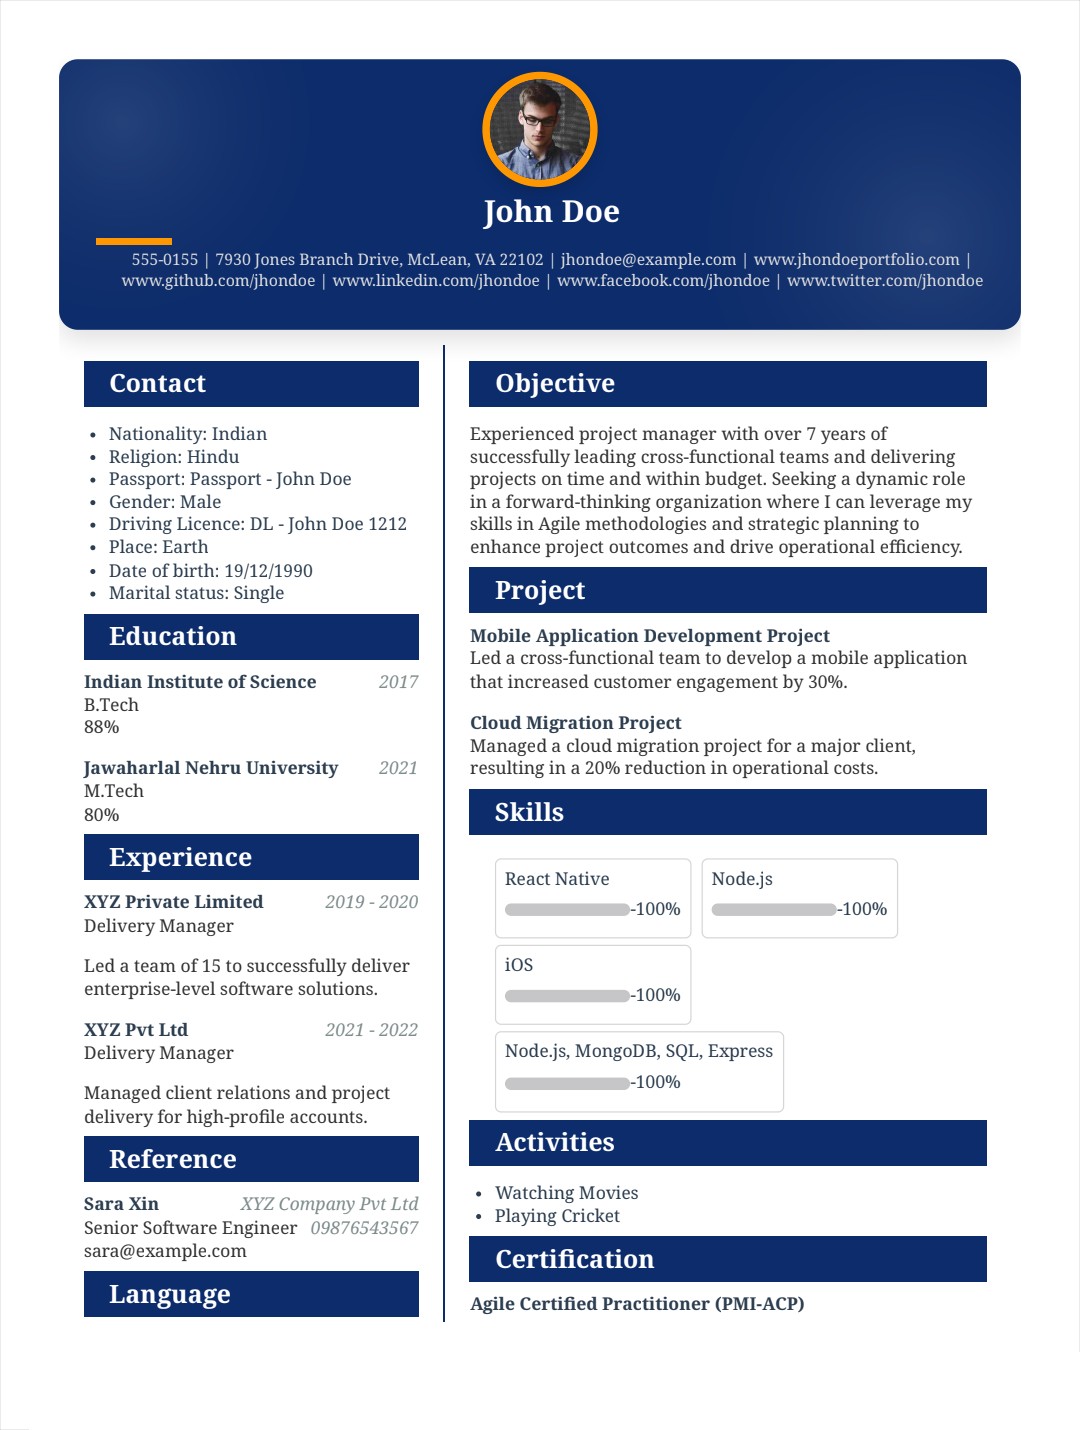 John Doe
555-0155 | 7930 Jones Branch Drive, McLean, VA 22102 | jhondoe@example.com | www.jhondoeportfolio.com |
www.github.com/jhondoe | www.linkedin.com/jhondoe | www.facebook.com/jhondoe | www.twitter.com/jhondoe
Contact
• Nationality: Indian
• Religion: Hindu
• Passport: Passport - John Doe
• Gender: Male
• Driving Licence: DL - John Doe 1212
• Place: Earth
• Date of birth: 19/12/1990
• Marital status: Single
Education
Indian Institute of Science 2017
B.Tech
88%
Jawaharlal Nehru University 2021
M.Tech
80%
Experience
XYZ Private Limited 2019 - 2020
Delivery Manager
Led a team of 15 to successfully deliver
enterprise-level software solutions.
XYZ Pvt Ltd 2021 - 2022
Delivery Manager
Managed client relations and project
delivery for high-profile accounts.
Reference
Sara Xin XYZ Company Pvt Ltd
Senior Software Engineer 09876543567
sara@example.com
Language
Objective
Experienced project manager with over 7 years of
successfully leading cross-functional teams and delivering
projects on time and within budget. Seeking a dynamic role
in a forward-thinking organization where I can leverage my
skills in Agile methodologies and strategic planning to
enhance project outcomes and drive operational efficiency.
Project
Mobile Application Development Project
Led a cross-functional team to develop a mobile application
that increased customer engagement by 30%.
Cloud Migration Project
Managed a cloud migration project for a major client,
resulting in a 20% reduction in operational costs.
Skills
React Native
-100%
Node.js
-100%
iOS
-100%
Node.js, MongoDB, SQL, Express
-100%
Activities
• Watching Movies
• Playing Cricket
Certification
Agile Certified Practitioner (PMI-ACP)